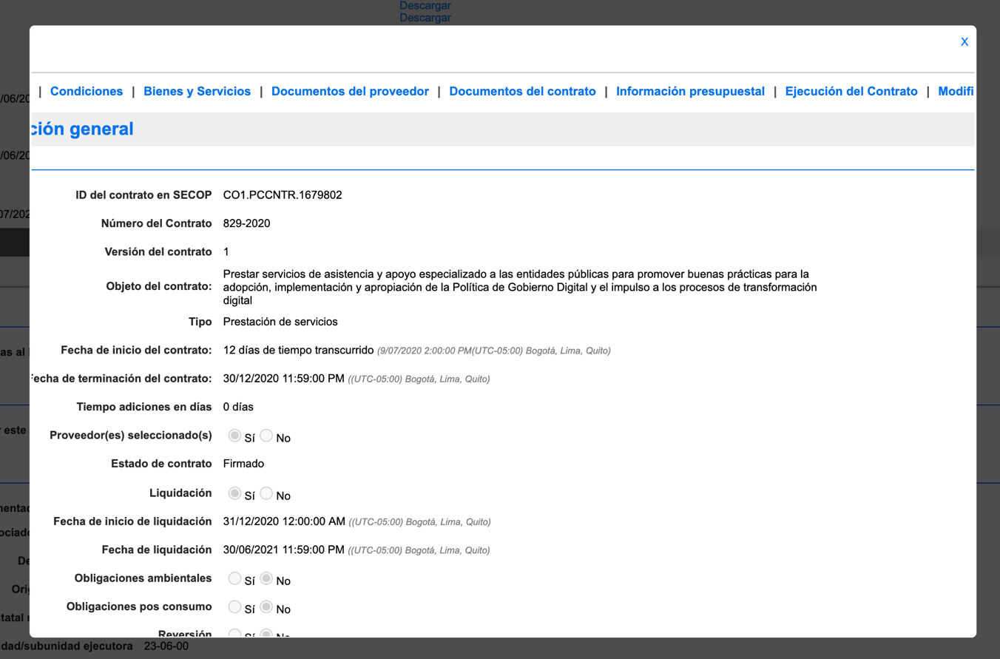 Descargar
Descargar
X
| Condiciones | Bienes y Servicios | Documentos del proveedor | Documentos del contrato | Información presupuestal | Ejecución del Contrato | Modifi
ción general
ID del contrato en SECOP CO1.PCCNTR.1679802
Número del Contrato 829-2020
Versión del contrato 1
Objeto del contrato: Prestar servicios de asistencia y apoyo especializado a las entidades públicas para promover buenas prácticas para la
adopción, implementación y apropiación de la Política de Gobierno Digital y el impulso a los procesos de transformación
digital
Tipo Prestación de servicios
Fecha de inicio del contrato: 12 días de tiempo transcurrido (9/07/2020 2:00:00 PM(UTC-05:00) Bogotá, Lima, Quito)
Fecha de terminación del contrato: 30/12/2020 11:59:00 PM ((UTC-05:00) Bogotá, Lima, Quito)
Tiempo adiciones en días 0 días
Proveedor(es) seleccionado(s) Sí No
Estado de contrato Firmado
Liquidación Sí No
Fecha de inicio de liquidación 31/12/2020 12:00:00 AM ((UTC-05:00) Bogotá, Lima, Quito)
Fecha de liquidación 30/06/2021 11:59:00 PM ((UTC-05:00) Bogotá, Lima, Quito)
Obligaciones ambientales Sí No
Obligaciones pos consumo Sí No
Reversión Sí No
/06/20
/06/20
07/202
as al
este
De
tatal
idad/subunidad ejecutora 23-06-00